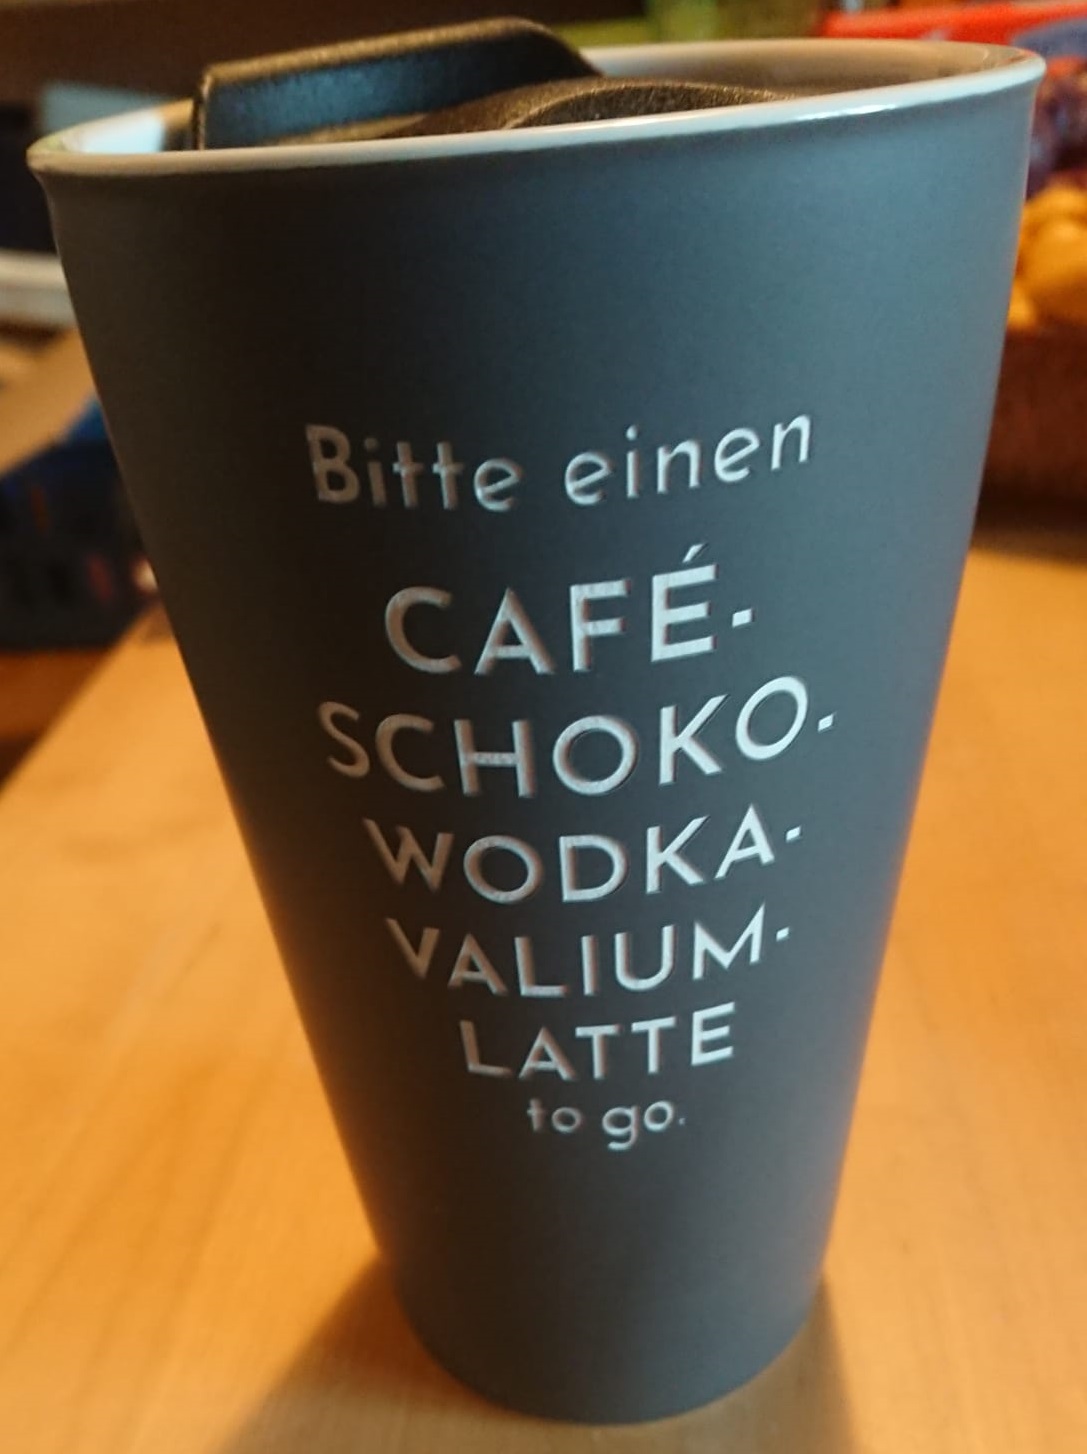 Bitte einen
CAFÉ-
SCHOKO-
WODKA-
VALIUM-
LATTE
to go.